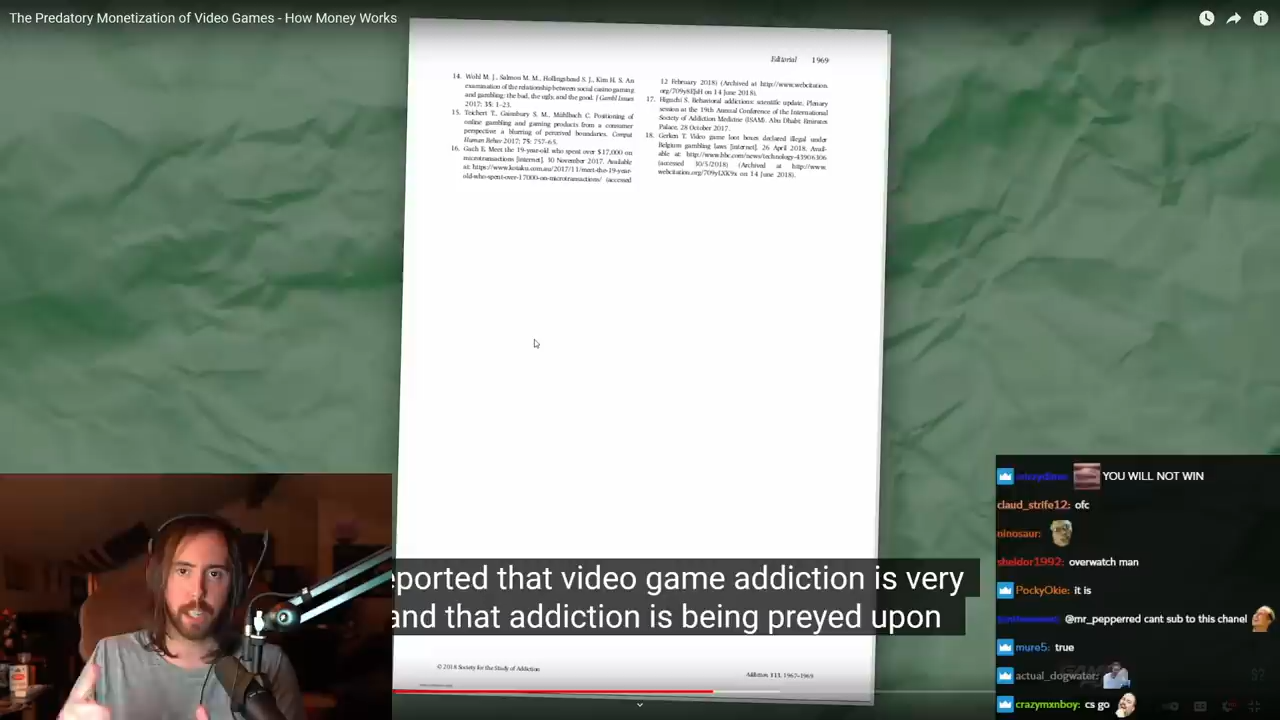 The Predatory Monetization of Video Games - How Money Works
Editorial 1969
14. Wohl M. J., Salmon M. M., Hollingshead S. J., Kim H. S. An
examination of the relationship between social casino gaming
and gambling: the bad, the ugly, and the good. J Gambl Issues
2017; 35: 1–23.
15. Teichert T., Gainsbury S. M., Mühlbach C. Positioning of
online gambling and gaming products from a consumer
perspective: a blurring of perceived boundaries. Comput
Human Behav 2017; 75: 757–65.
16. Gach E. Meet the 19-year-old who spent over $17,000 on
microtransactions [internet]. 30 November 2017. Available
at: https://www.kotaku.com.au/2017/11/meet-the-19-year-
old-who-spent-over-17000-on-microtransactions/ (accessed
12 February 2018) (Archived at http://www.webcitation.
on 14 June 2018).
17. Higuchi S. Behavioral addictions: scientific update. Plenary
session at the 19th Annual Conference of the International
Society of Addiction Medicine (ISAM). Abu Dhabi: Emirates
Palace; 28 October 2017.
18. Gerken T. Video game loot boxes declared illegal under
Belgium gambling laws [internet]. 26 April 2018. Avail-
able at: http://www.bbc.com/news/technology-43906306
(accessed 30/5/2018) (Archived at http://www.
on 14 June 2018).
eported that video game addiction is very
and that addiction is being preyed upon
© 2018 Society for the Study of Addiction
Addiction, 113, 1967–1969
YOU WILL NOT WIN
claud_strife12: ofc
ninosaur:
sheldor1992: overwatch man
PockyOkie: it is
@mr_pepperred cant sub to this chanel
mure5: true
actual_dogwater:
crazymxnboy: cs go